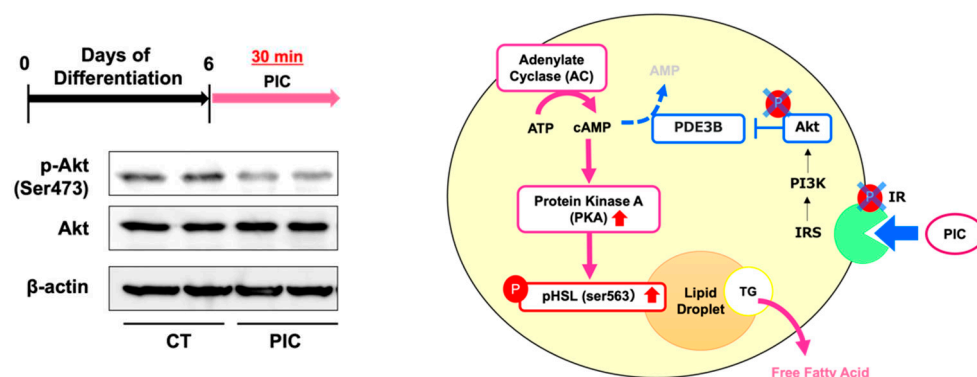 0
Days of
Differentiation
6
30 min
PIC
p-Akt
(Ser473)
Akt
β-actin
CT
PIC
Adenylate
Cyclase (AC)
AMP
ATP
cAMP
PDE3B
P
Akt
PI3K
IRS
P
IR
PIC
Protein Kinase A
(PKA)
P
pHSL (ser563)
Lipid
Droplet
TG
Free Fatty Acid